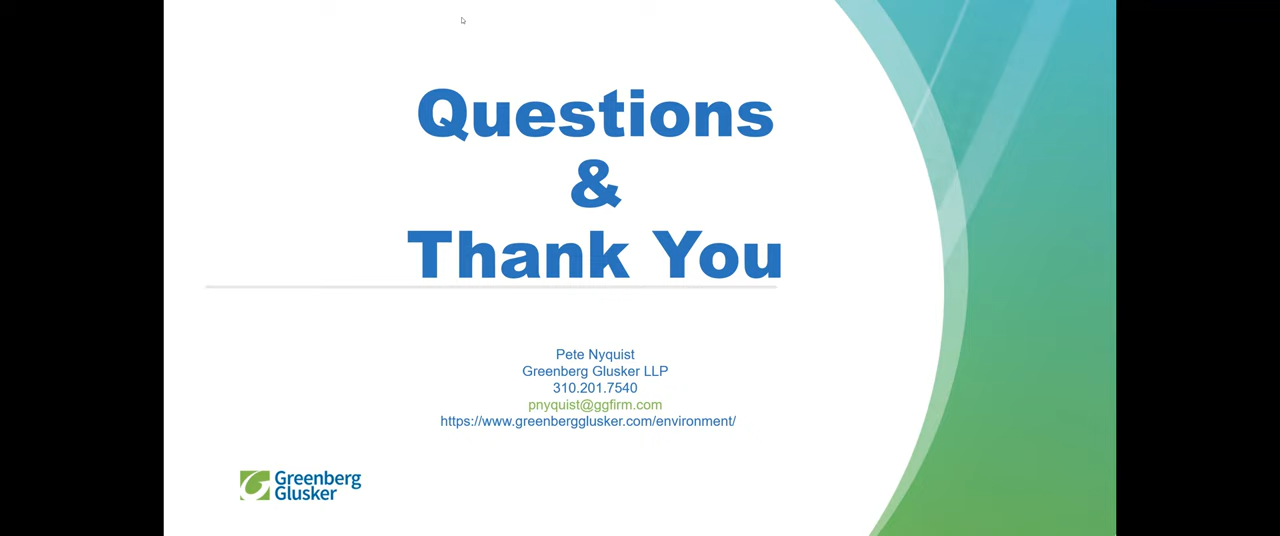 Questions
&
Thank You
Pete Nyquist
Greenberg Glusker LLP
310.201.7540
pnyquist@ggfirm.com
https://www.greenbergglusker.com/environment/
Greenberg
Glusker